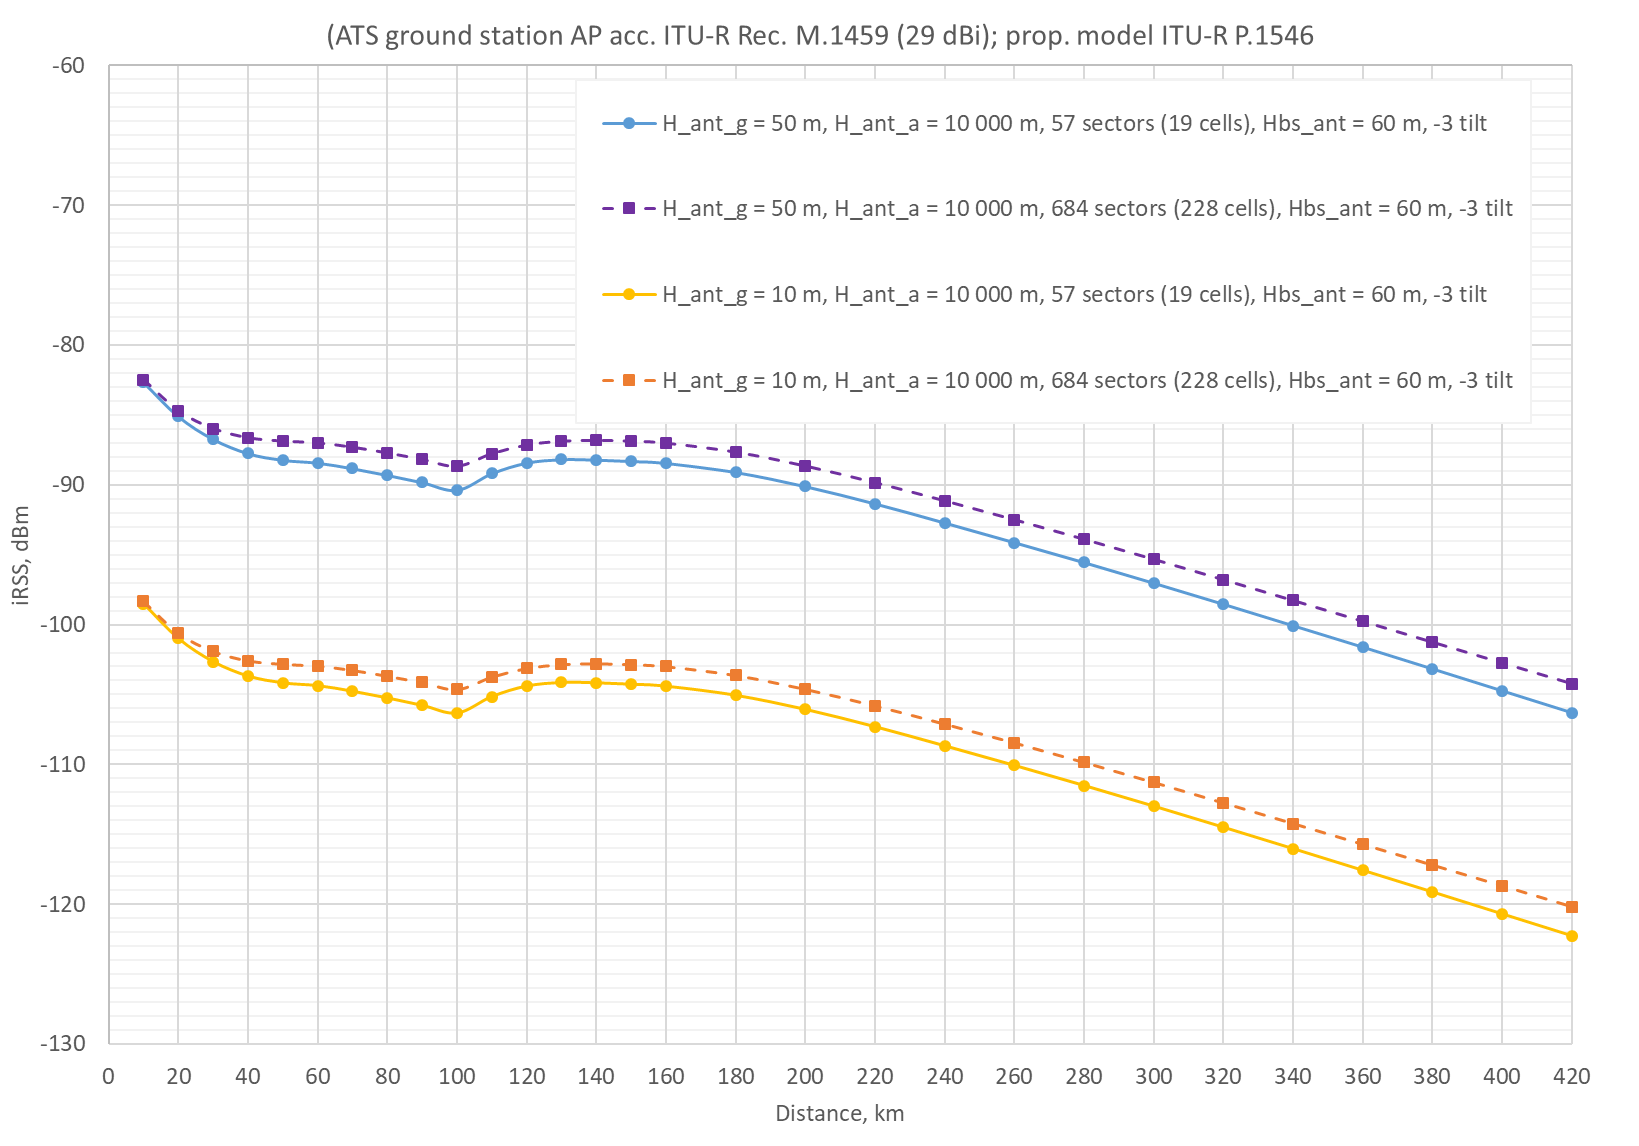 (ATS ground station AP acc. ITU-R Rec. M.1459 (29 dBi); prop. model ITU-R P.1546
H_ant_g = 50 m, H_ant_a = 10 000 m, 57 sectors (19 cells), Hbs_ant = 60 m, -3 tilt
H_ant_g = 50 m, H_ant_a = 10 000 m, 684 sectors (228 cells), Hbs_ant = 60 m, -3 tilt
H_ant_g = 10 m, H_ant_a = 10 000 m, 57 sectors (19 cells), Hbs_ant = 60 m, -3 tilt
H_ant_g = 10 m, H_ant_a = 10 000 m, 684 sectors (228 cells), Hbs_ant = 60 m, -3 tilt
iRSS, dBm
-60
-70
-80
-90
-100
-110
-120
-130
0 20 40 60 80 100 120 140 160 180 200 220 240 260 280 300 320 340 360 380 400 420
Distance, km